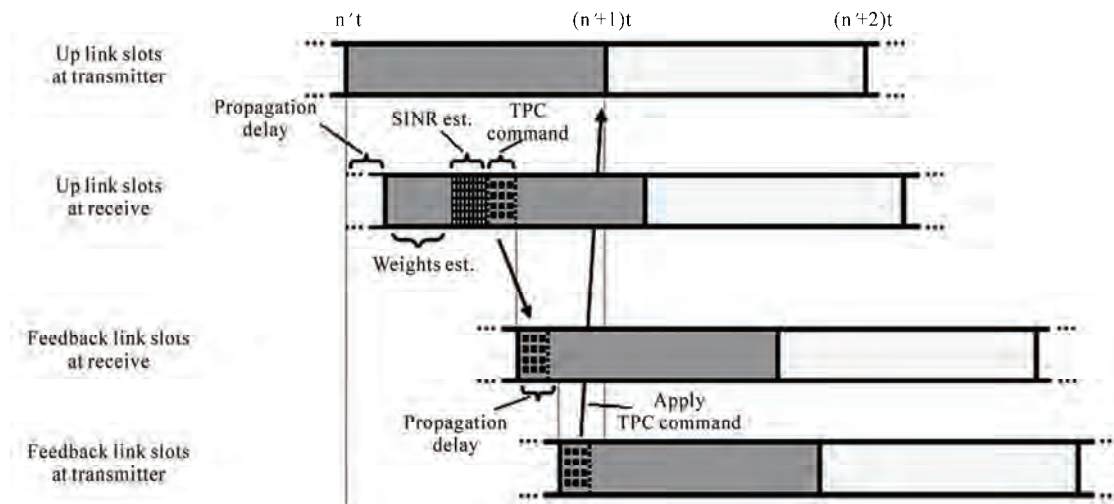 n´t
(n´+1)t
(n´+2)t
Up link slots
at transmitter
Propagation
delay
SINR est.
TPC
command
Up link slots
at receive
Weights est.
Feedback link slots
at receive
Propagation
delay
Apply
TPC command
Feedback link slots
at transmitter